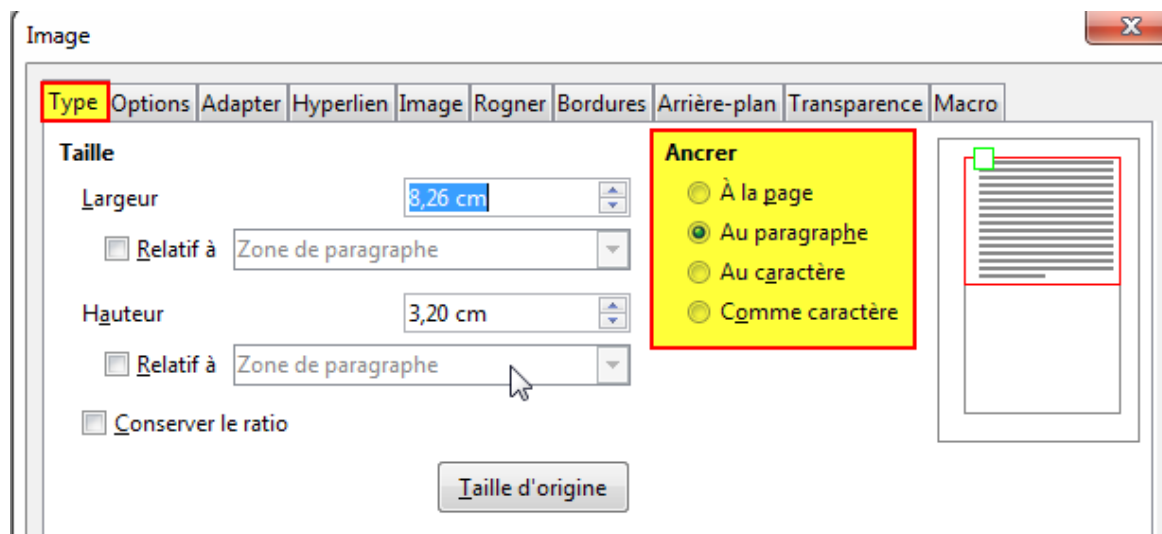 Image
Type Options Adapter Hyperlien Image Rogner Bordures Arrière-plan Transparence Macro
Taille
Largeur 8,26 cm
Relatif à Zone de paragraphe
Hauteur 3,20 cm
Relatif à Zone de paragraphe
Conserver le ratio
Taille d'origine
Ancrer
À la page
Au paragraphe
Au caractère
Comme caractère